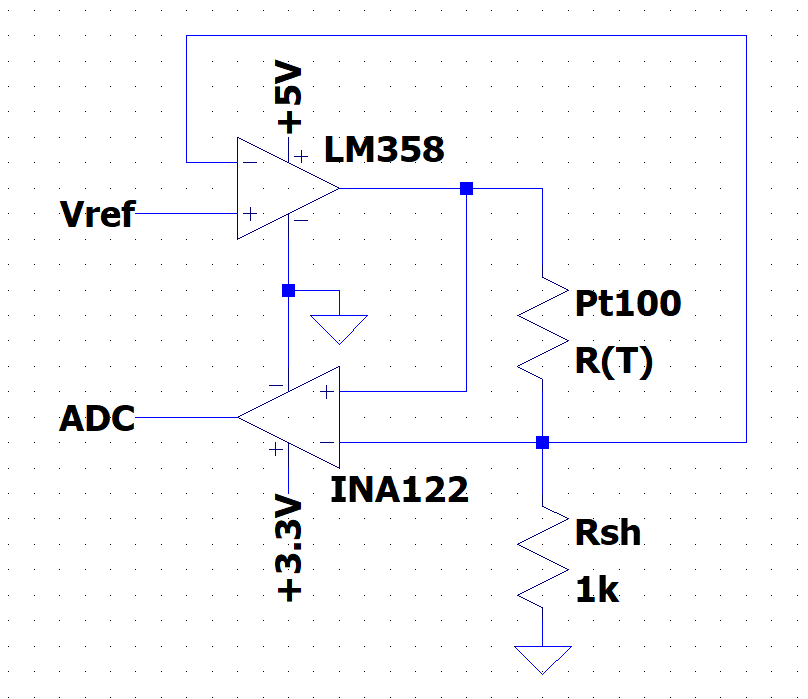 +5V
LM358
Vref
Pt100
R(T)
ADC
INA122
+3.3V
Rsh
1k